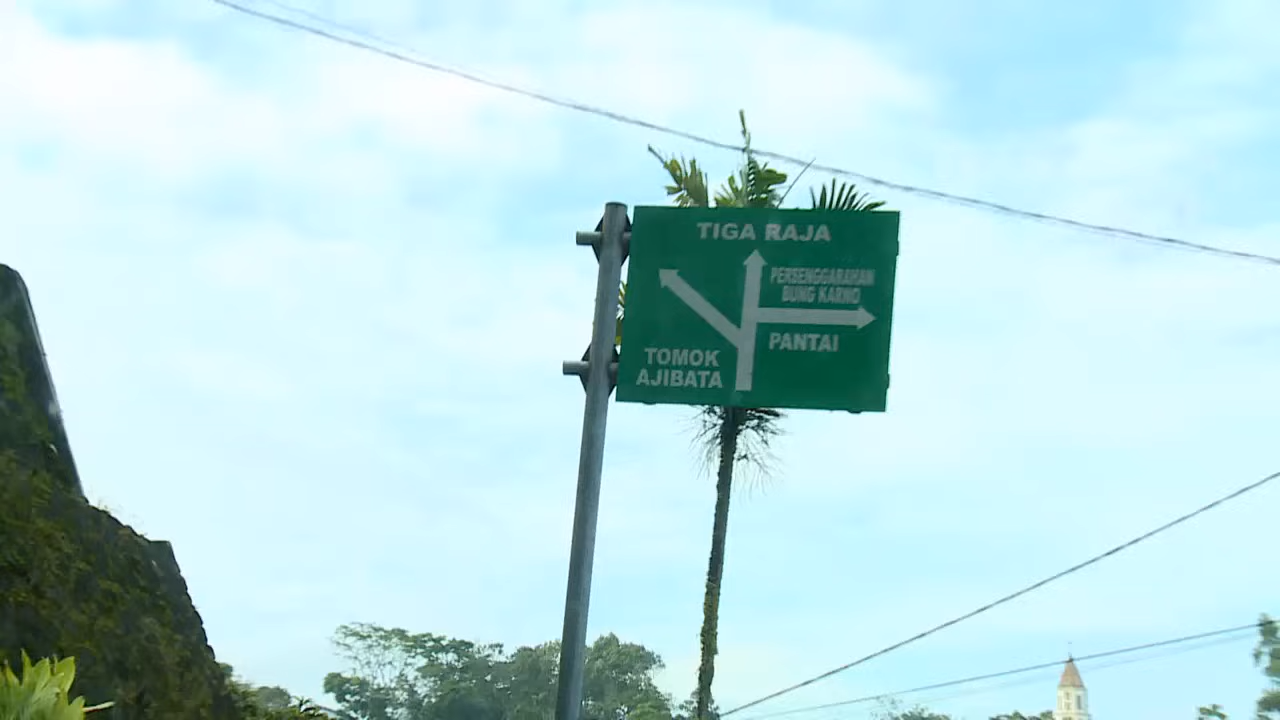 TIGA RAJA
PERSENGGARAHAN
BUNG KARNO
PANTAI
TOMOK
AJIBATA